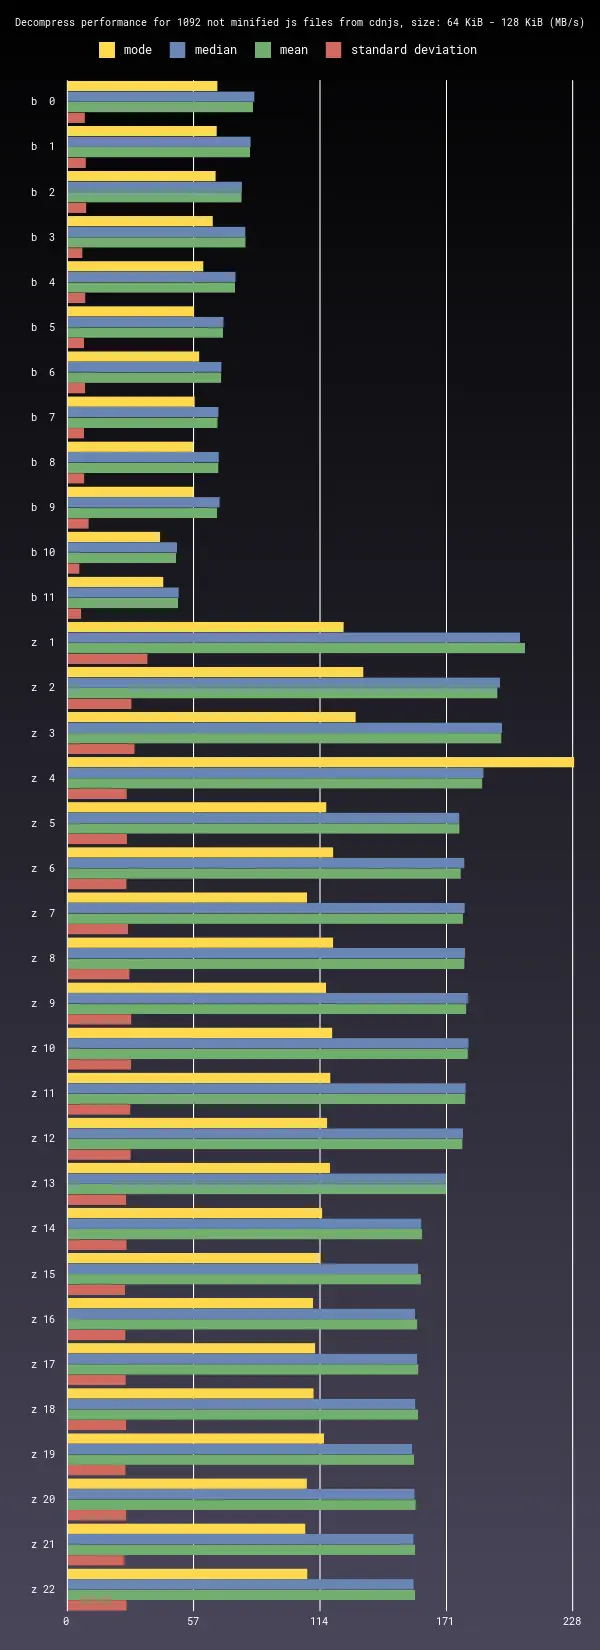 Decompress performance for 1092 not minified js files from cdnjs, size: 64 KiB - 128 KiB (MB/s)
mode median mean standard deviation
b 0
b 1
b 2
b 3
b 4
b 5
b 6
b 7
b 8
b 9
b 10
b 11
z 1
z 2
z 3
z 4
z 5
z 6
z 7
z 8
z 9
z 10
z 11
z 12
z 13
z 14
z 15
z 16
z 17
z 18
z 19
z 20
z 21
z 22
0 57 114 171 228